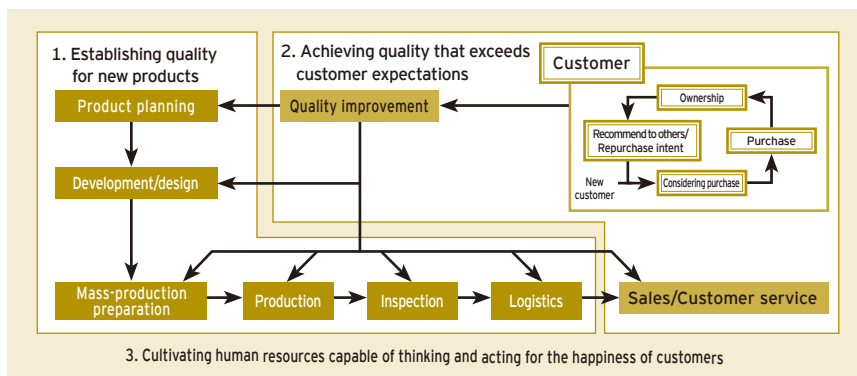 1. Establishing quality
for new products
2. Achieving quality that exceeds
customer expectations
Customer
Product planning
Quality improvement
Ownership
Recommend to others/
Repurchase intent
Purchase
New
customer
Considering purchase
Development/design
Mass-production
preparation
Production
Inspection
Logistics
Sales/Customer service
3. Cultivating human resources capable of thinking and acting for the happiness of customers